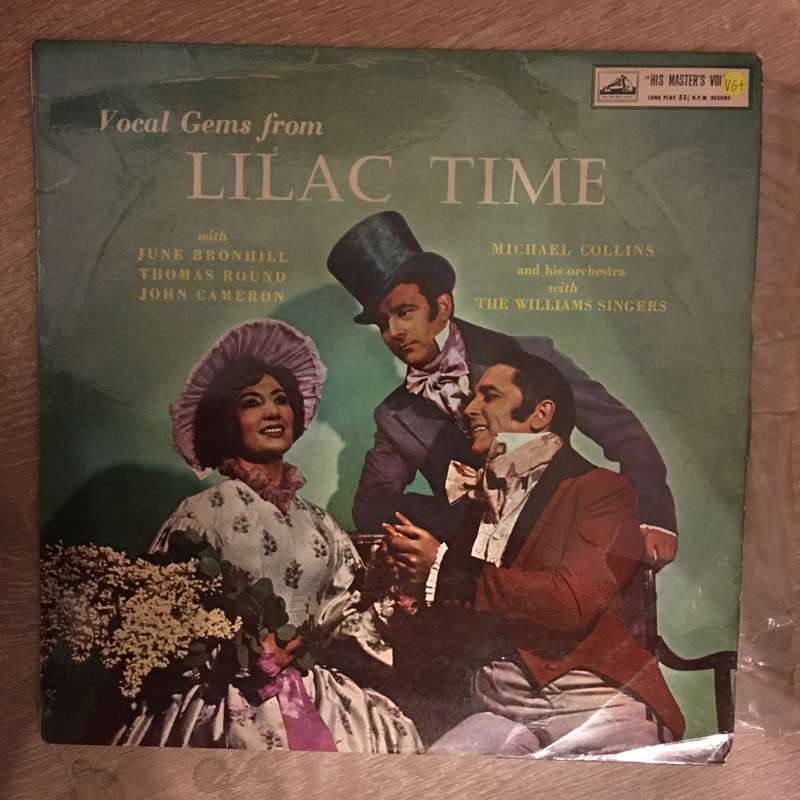 "HIS MASTER'S
LONG PLAY 33⅓ R.P.M. RECORD
VG+
Vocal Gems from
LILAC TIME
with
JUNE BRONHILL
THOMAS ROUND
JOHN CAMERON
MICHAEL COLLINS
and his orchestra
with
THE WILLIAMS SINGERS